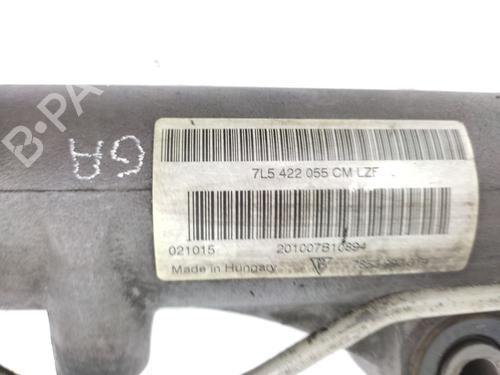 B-PA
GA
7L5 422 055 CM LZF
021015 201007B10894
Made in Hungary